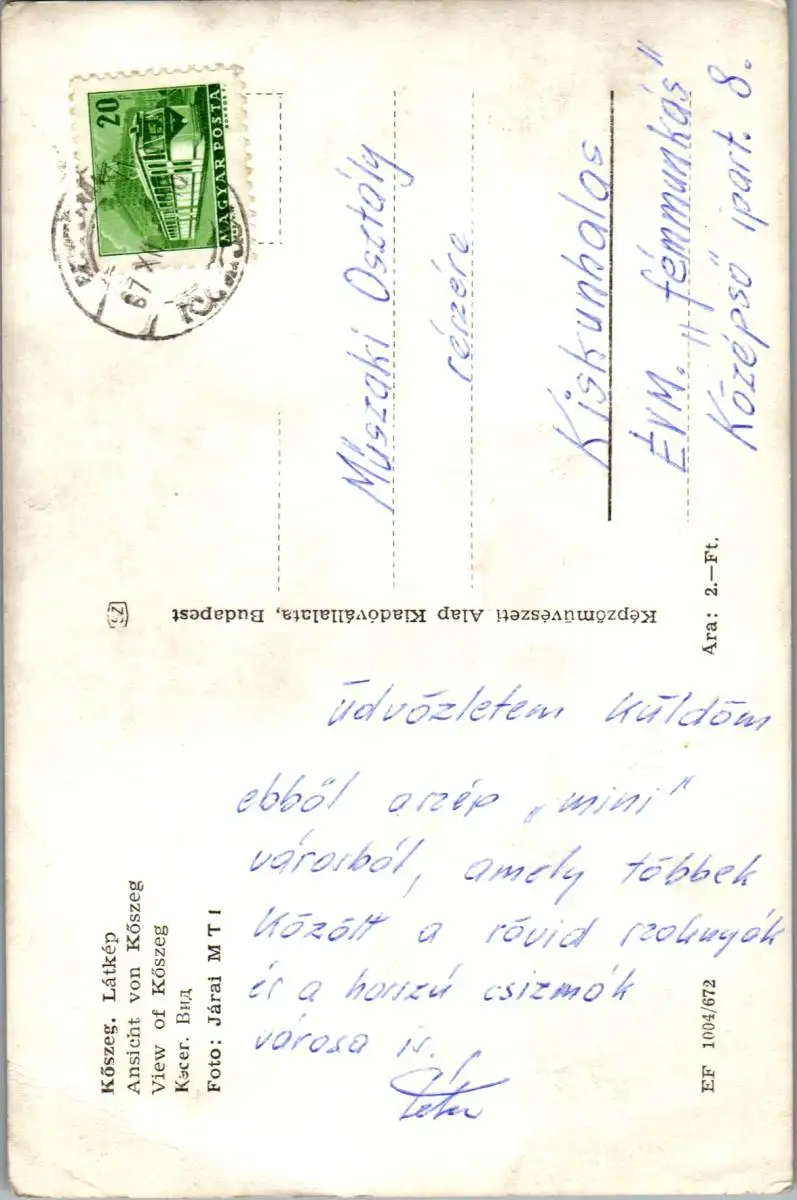 Kőszeg. Látkép
Ansicht von Kőszeg
View of Kőszeg
Кэсег. Вид
Foto: Járai MTI
üdvözletem küldöm
ebből a szép „mini”
városból, amely többek
között a rövid szoknyák
és a hosszú csizmák
városa is.
EF 1004/672
Képzőművészeti Alap Kiadóvállalata, Budapest
Ára: 2.—Ft.
20
MAGYAR POSTA
67 XI
Műszaki Osztály
részére
Kiskunhalas
ÉVM. „fémmunkás”
Középső ipart. 8.